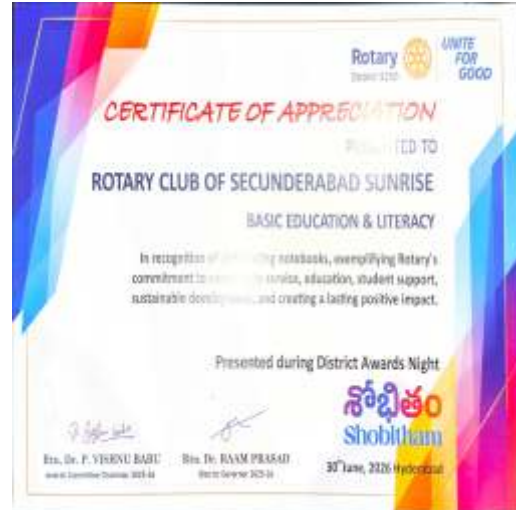 Rotary
UNITE
FOR
GOOD
CERTIFICATE OF APPRECIATION
TO
ROTARY CLUB OF SECUNDERABAD SUNRISE
BASIC EDUCATION & LITERACY
In recognition of notebooks, exemplifying Rotary's
commitment to service, education, student support,
sustainable and creating a lasting positive impact.
Presented during District Awards Night
శోభితం
Shobitham
Rtn. Dr. P. VISHNU BABU
Rtn. Dr. RAAM PRASAD
30 June, 2026 Hyderabad